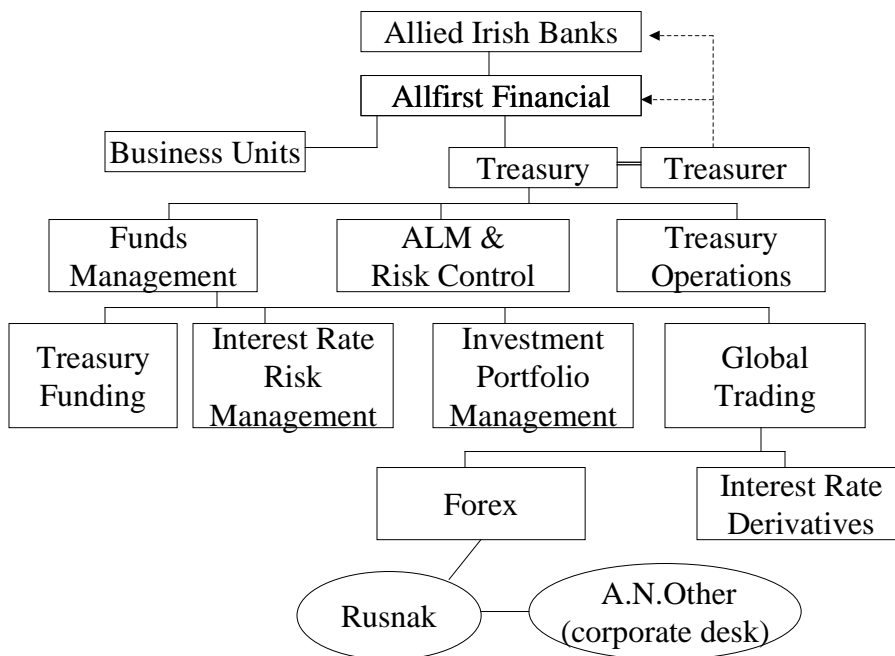 Allied Irish Banks
Allfirst Financial
Business Units
Treasury
Treasurer
Funds
Management
ALM &
Risk Control
Treasury
Operations
Treasury
Funding
Interest Rate
Risk
Management
Investment
Portfolio
Management
Global
Trading
Forex
Interest Rate
Derivatives
Rusnak
A.N.Other
(corporate desk)